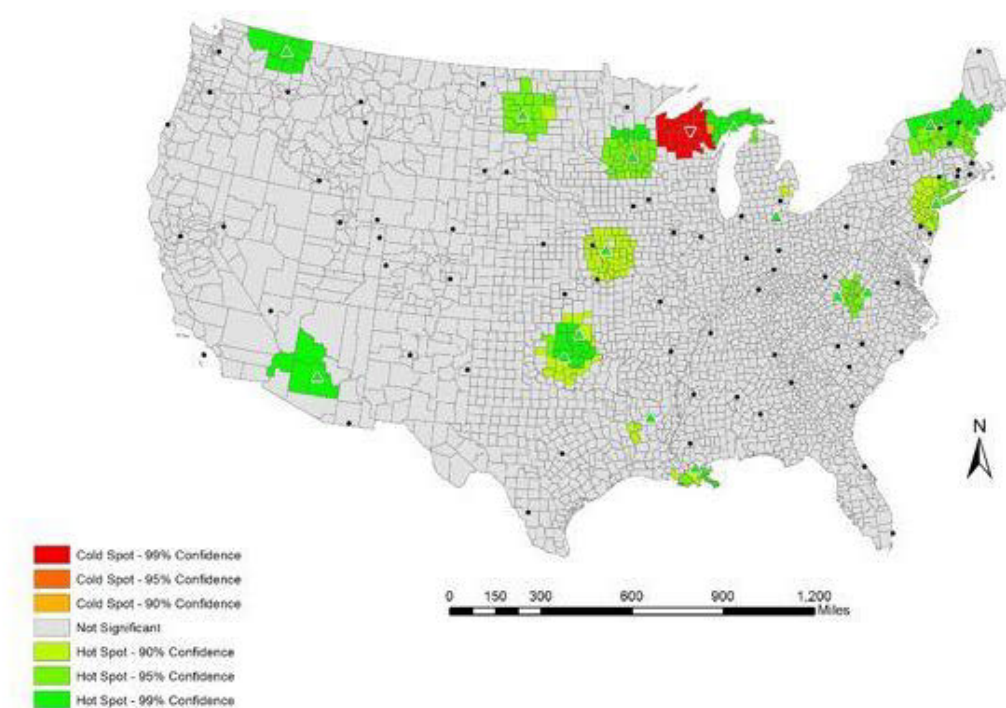 N
Cold Spot - 99% Confidence
Cold Spot - 95% Confidence
Cold Spot - 90% Confidence
Not Significant
Hot Spot - 90% Confidence
Hot Spot - 95% Confidence
Hot Spot - 99% Confidence
0 150 300 600 900 1,200
Miles